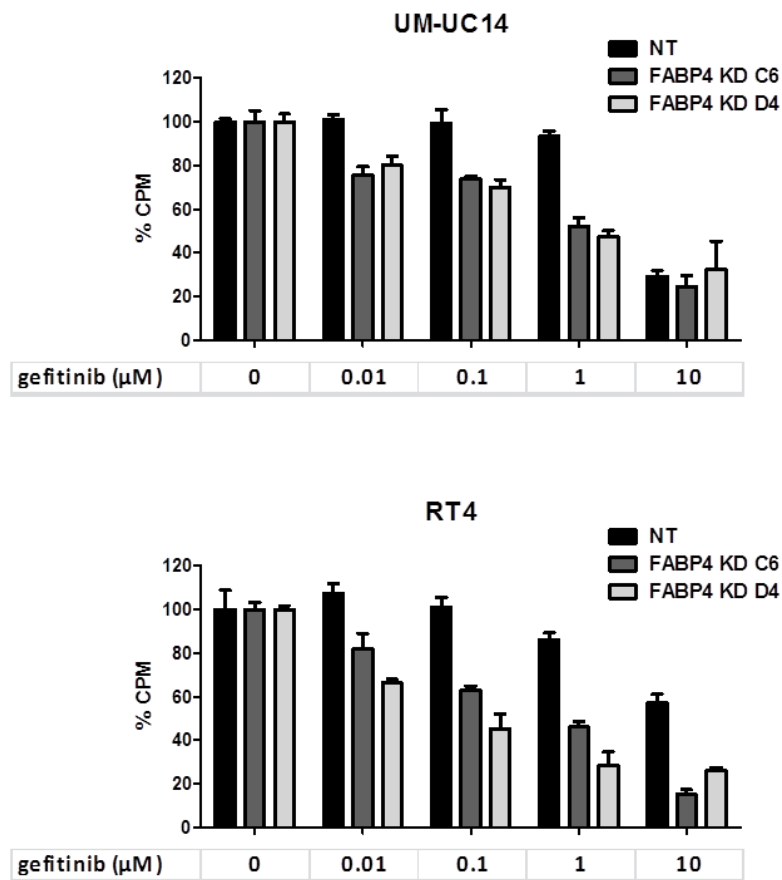 UM-UC14
NT
FABP4 KD C6
FABP4 KD D4
% CPM
120
100
80
60
40
20
0
gefitinib (μM) 0 0.01 0.1 1 10
RT4
NT
FABP4 KD C6
FABP4 KD D4
% CPM
120
100
80
60
40
20
0
gefitinib (μM) 0 0.01 0.1 1 10